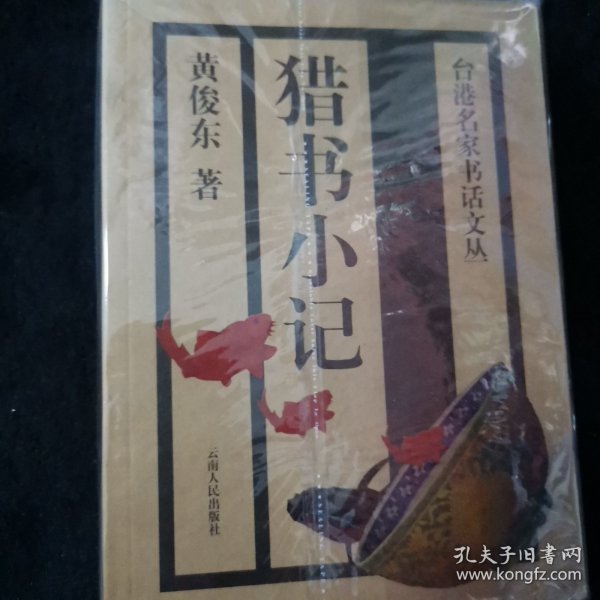 台港名家书话文丛
猎书小记
黄俊东 著
云南人民出版社
孔夫子旧书网
www.kongfz.com